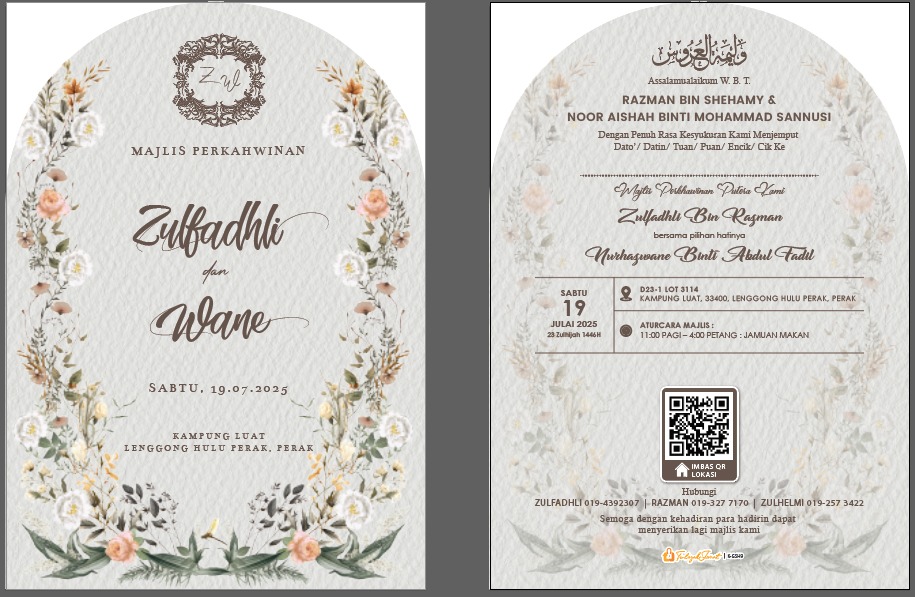 Z W
MAJLIS PERKAHWINAN
Zulfadhli
dan
Wane
SABTU, 19.07.2025
KAMPUNG LUAT
LENGGONG HULU PERAK, PERAK
وليمة العروس
Assalamualaikum W. B. T.
RAZMAN BIN SHEHAMY &
NOOR AISHAH BINTI MOHAMMAD SANNUSI
Dengan Penuh Rasa Kesyukuran Kami Menjemput
Dato'/ Datin/ Tuan/ Puan/ Encik/ Cik Ke
Majlis Perkhawinan Putera Kami
Zulfadhli Bin Razman
bersama pilihan hatinya
Nurhazwane Binti Abdul Fadil
SABTU
19
JULAI 2025
23 Zulhijah 1446H
D23-1 LOT 3114
KAMPUNG LUAT, 33400, LENGGONG HULU PERAK, PERAK
ATURCARA MAJLIS :
11:00 PAGI – 4:00 PETANG : JAMUAN MAKAN
IMBAS QR
LOKASI
Hubungi
ZULFADHLI 019-4392307 | RAZMAN 019-327 7170 | ZULHELMI 019-257 3422
Semoga dengan kehadiran para hadirin dapat
menyerikan lagi majlis kami